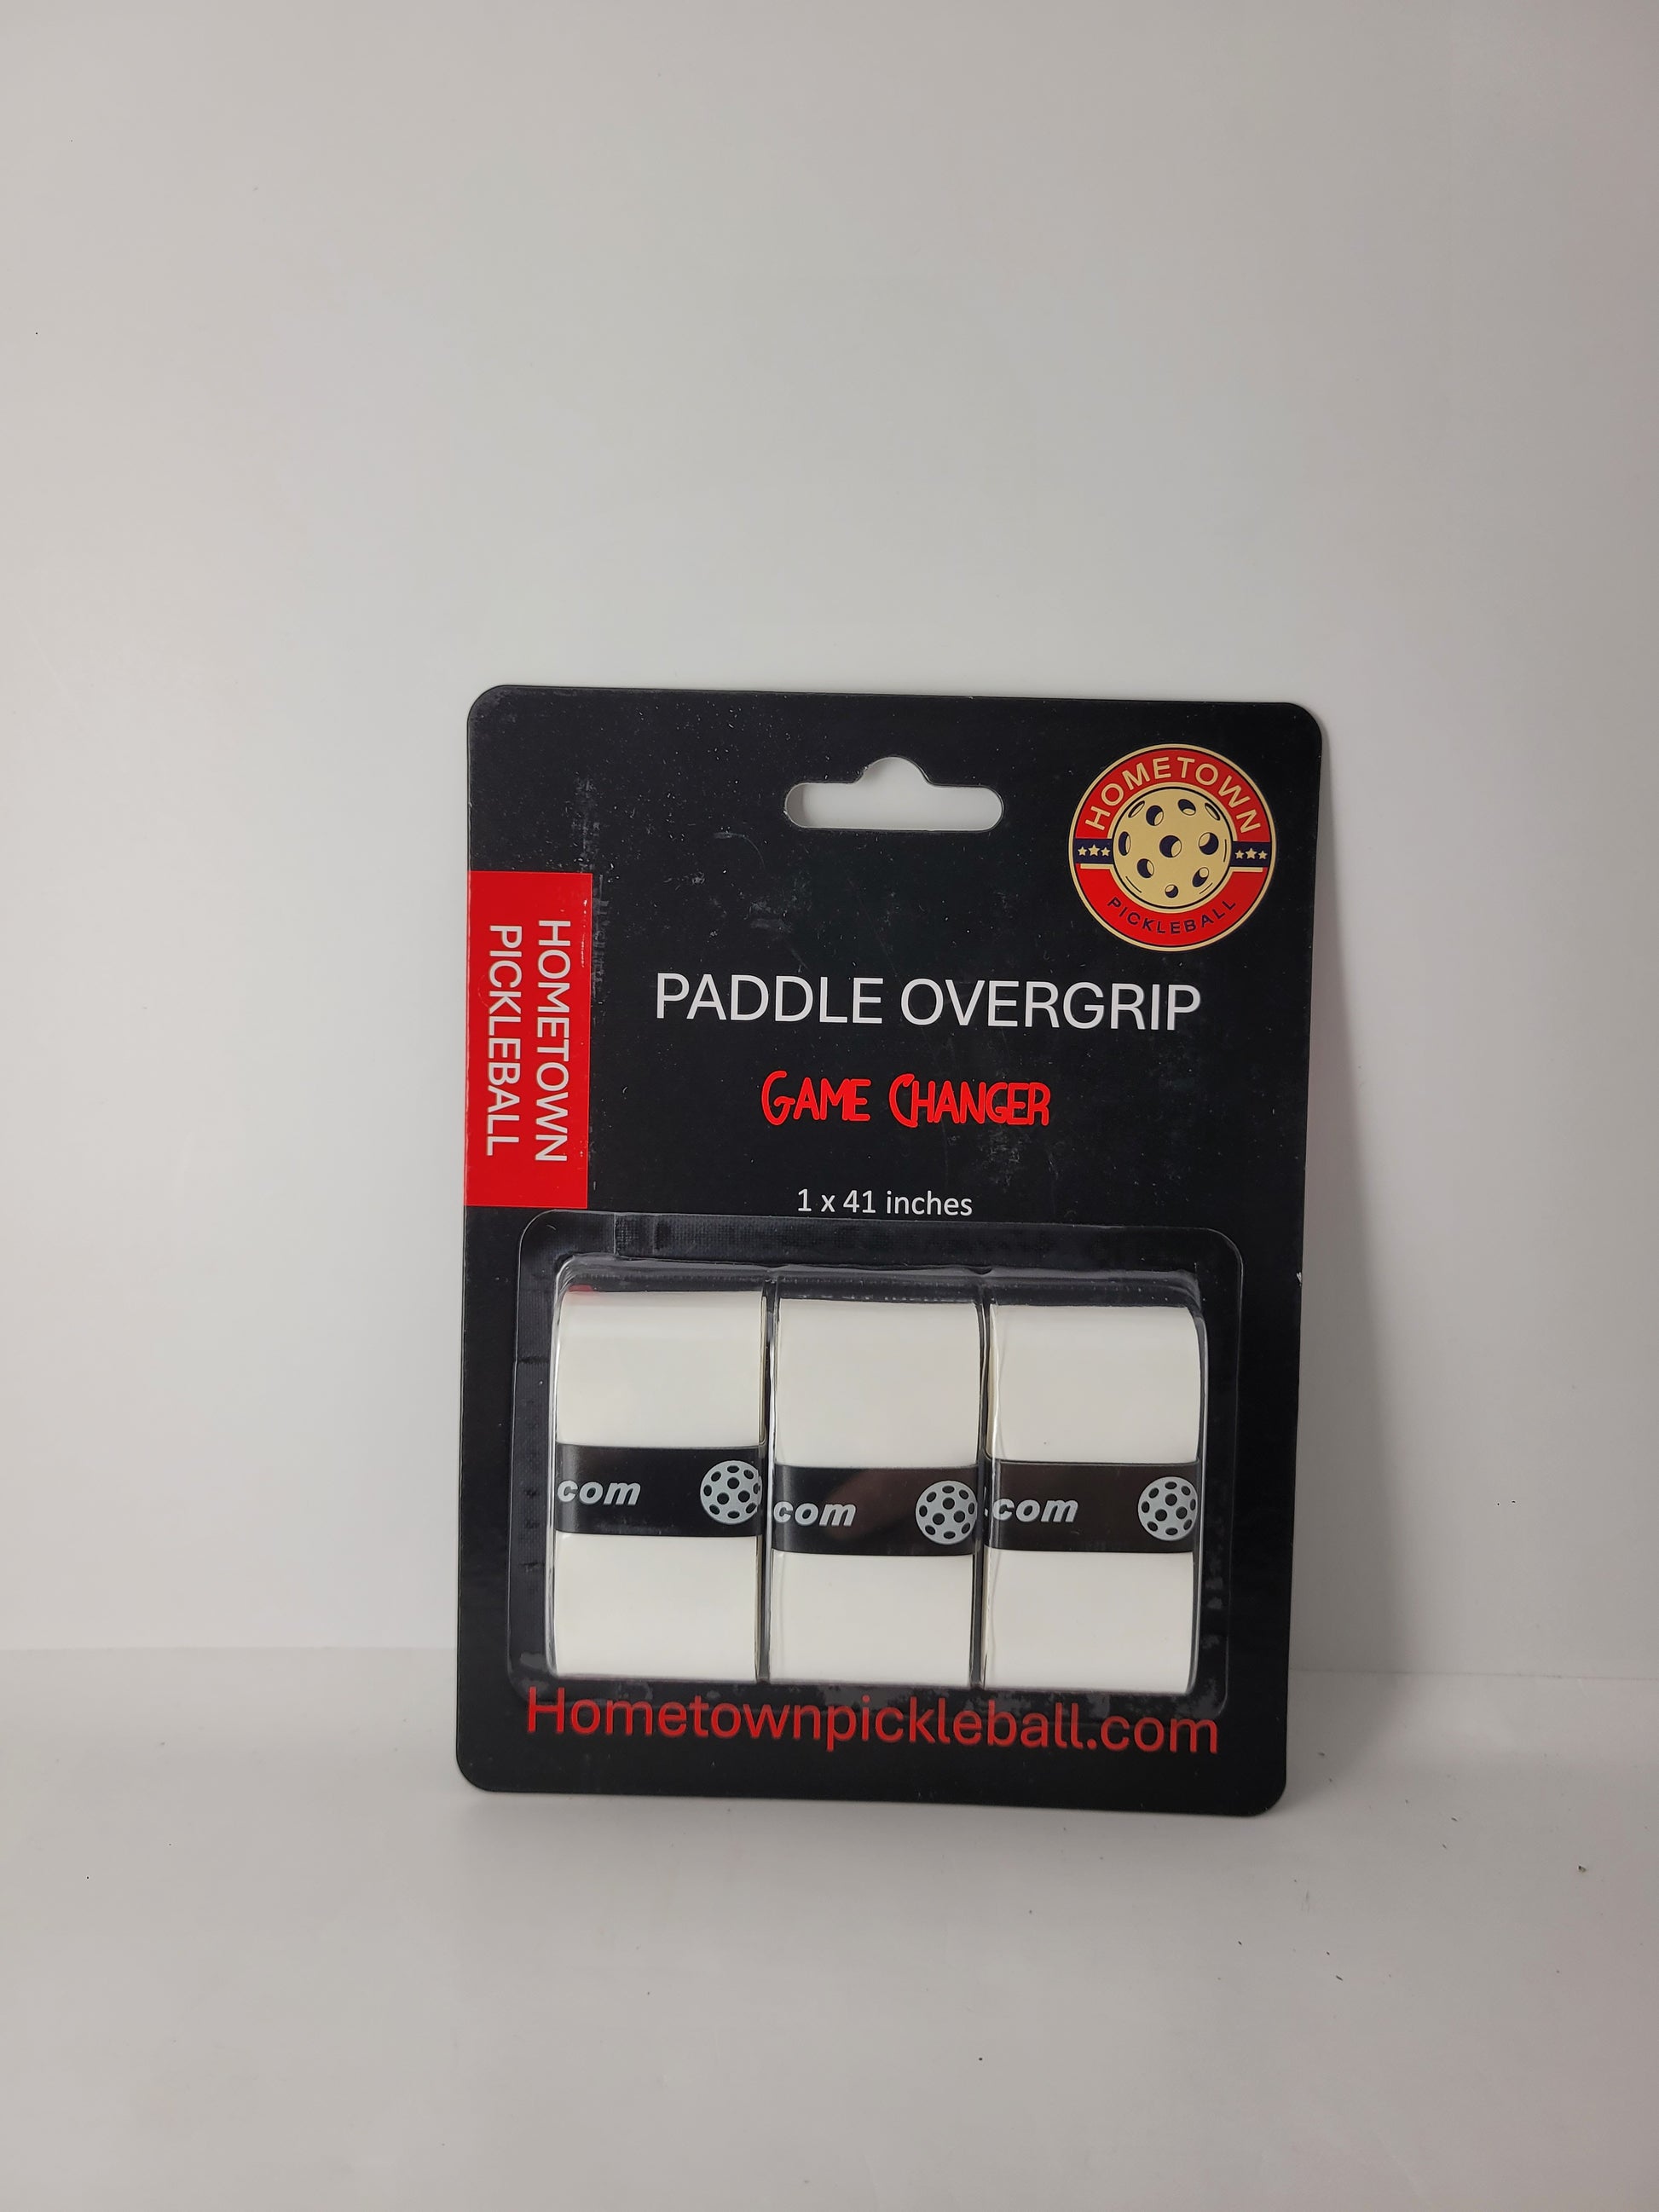 HOMETOWN
PICKLEBALL
HOMETOWN
PICKLEBALL
PADDLE OVERGRIP
GAME CHANGER
1 x 41 inches
com
com
.com
Hometownpickleball.com